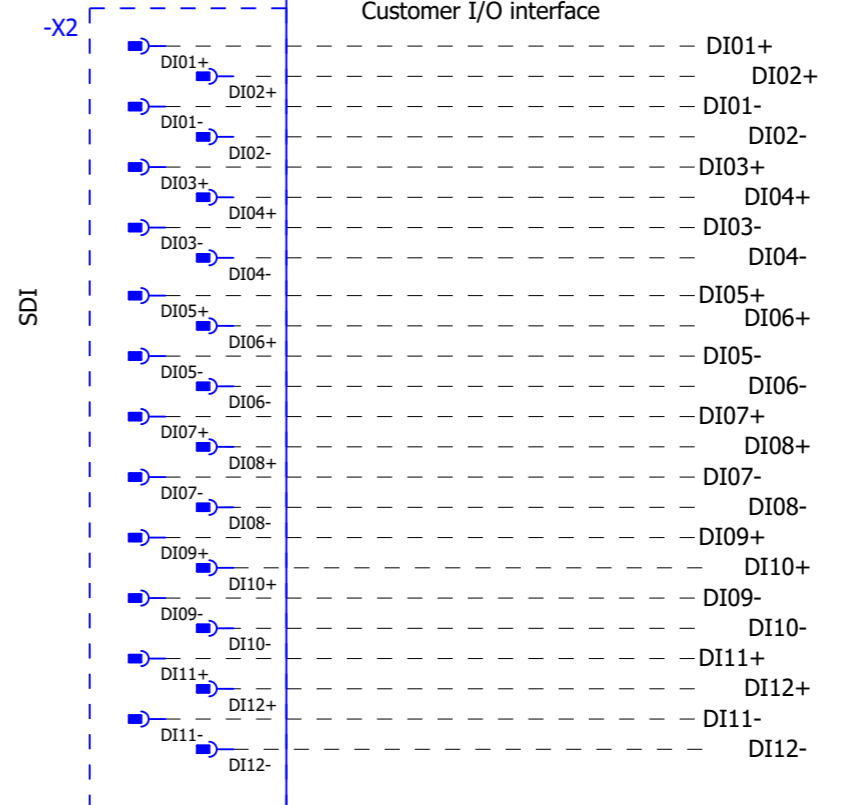 Customer I/O interface
-X2
SDI
DI01+ DI01+
DI02+ DI02+
DI01- DI01-
DI02- DI02-
DI03+ DI03+
DI04+ DI04+
DI03- DI03-
DI04- DI04-
DI05+ DI05+
DI06+ DI06+
DI05- DI05-
DI06- DI06-
DI07+ DI07+
DI08+ DI08+
DI07- DI07-
DI08- DI08-
DI09+ DI09+
DI10+ DI10+
DI09- DI09-
DI10- DI10-
DI11+ DI11+
DI12+ DI12+
DI11- DI11-
DI12- DI12-